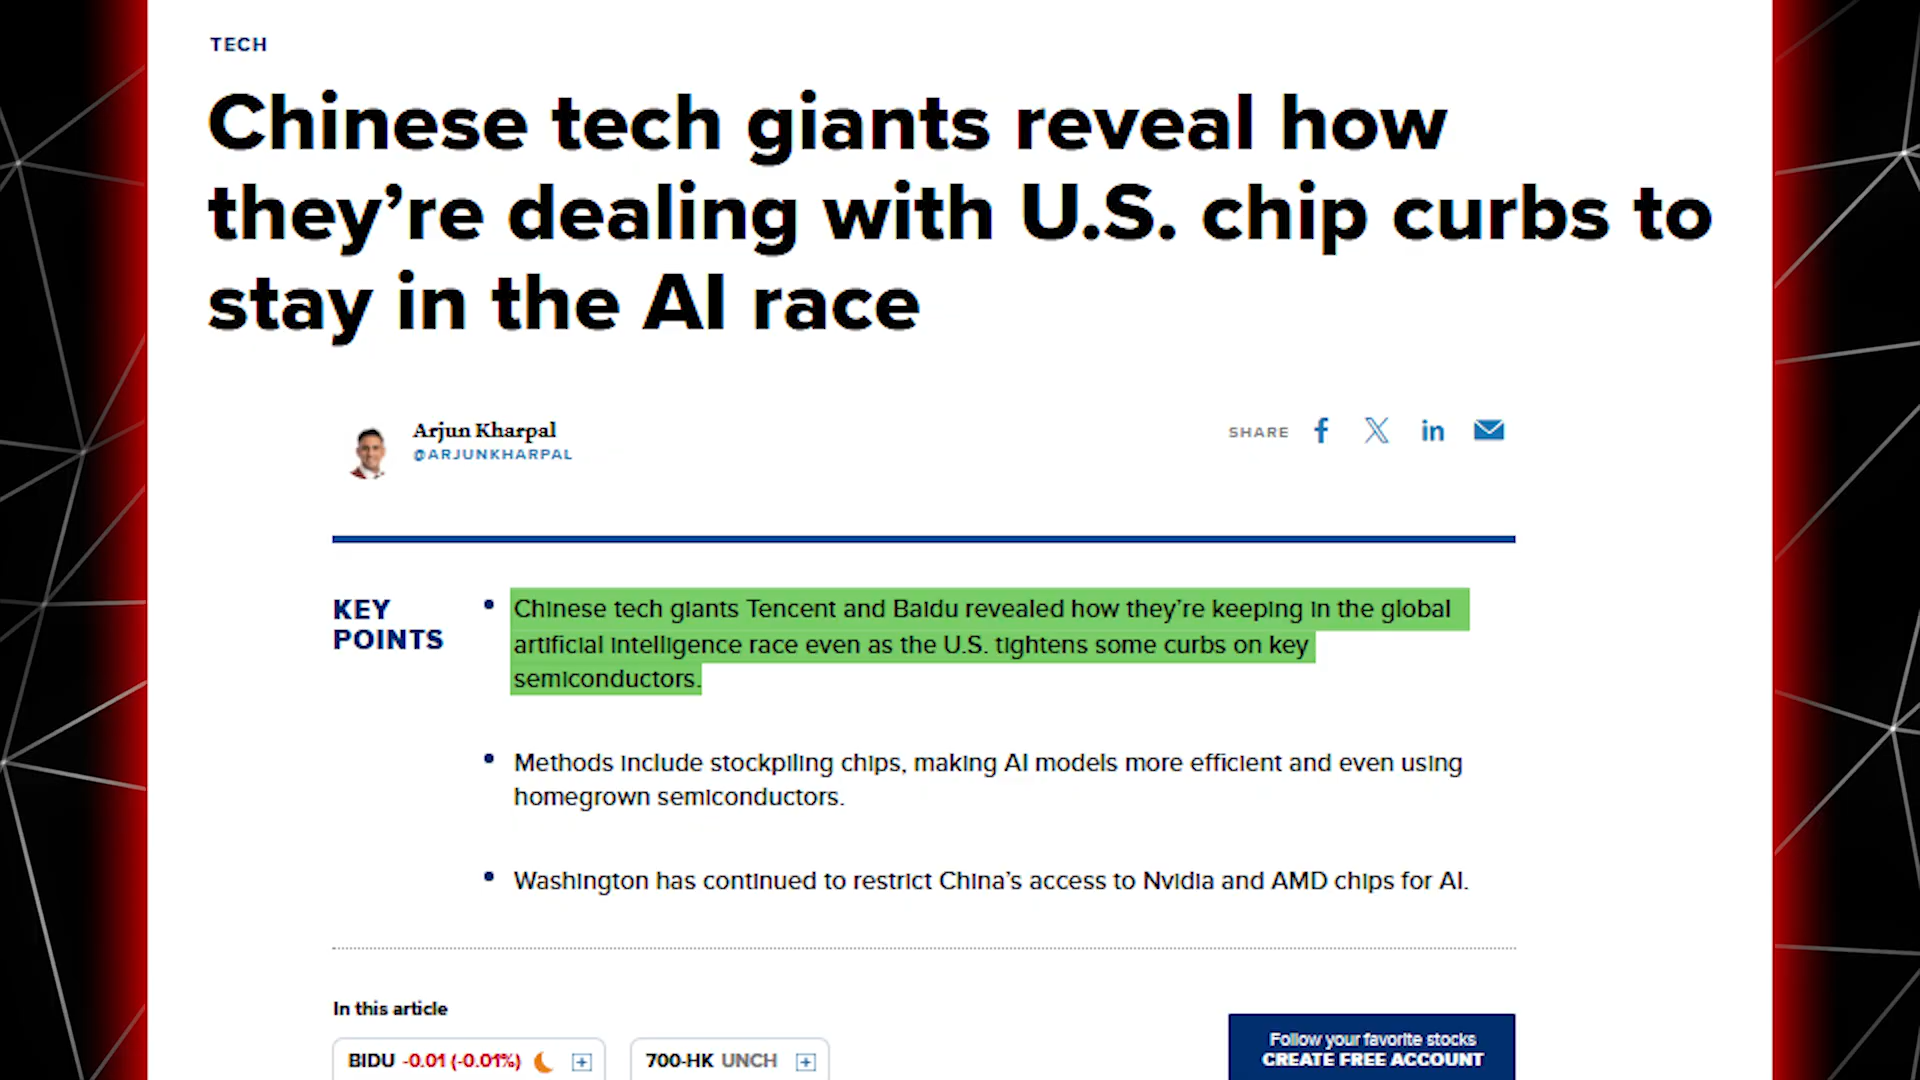 TECH
Chinese tech giants reveal how
they’re dealing with U.S. chip curbs to
stay in the AI race
Arjun Kharpal
@ARJUNKHARPAL
SHARE
KEY
POINTS
Chinese tech giants Tencent and Baidu revealed how they’re keeping in the global
artificial intelligence race even as the U.S. tightens some curbs on key
semiconductors.
Methods include stockpiling chips, making AI models more efficient and even using
homegrown semiconductors.
Washington has continued to restrict China’s access to Nvidia and AMD chips for AI.
In this article
BIDU -0.01 (-0.01%)
700-HK UNCH
Follow your favorite stocks
CREATE FREE ACCOUNT